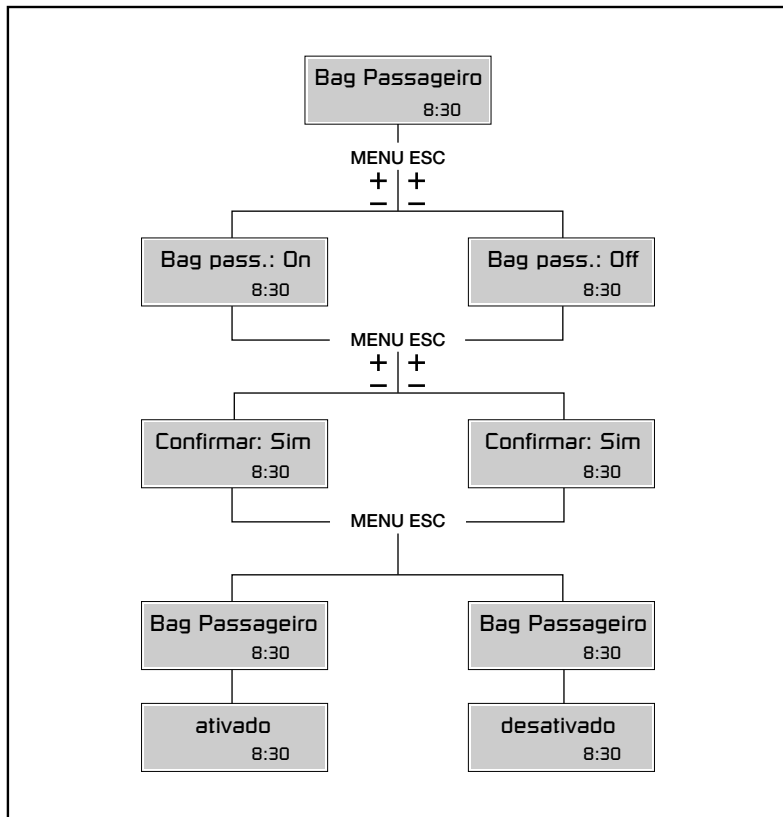 Bag Passageiro
8:30
MENU ESC
+ +
– –
Bag pass.: On
8:30
Bag pass.: Off
8:30
MENU ESC
+ +
– –
Confirmar: Sim
8:30
Confirmar: Sim
8:30
MENU ESC
Bag Passageiro
8:30
Bag Passageiro
8:30
ativado
8:30
desativado
8:30